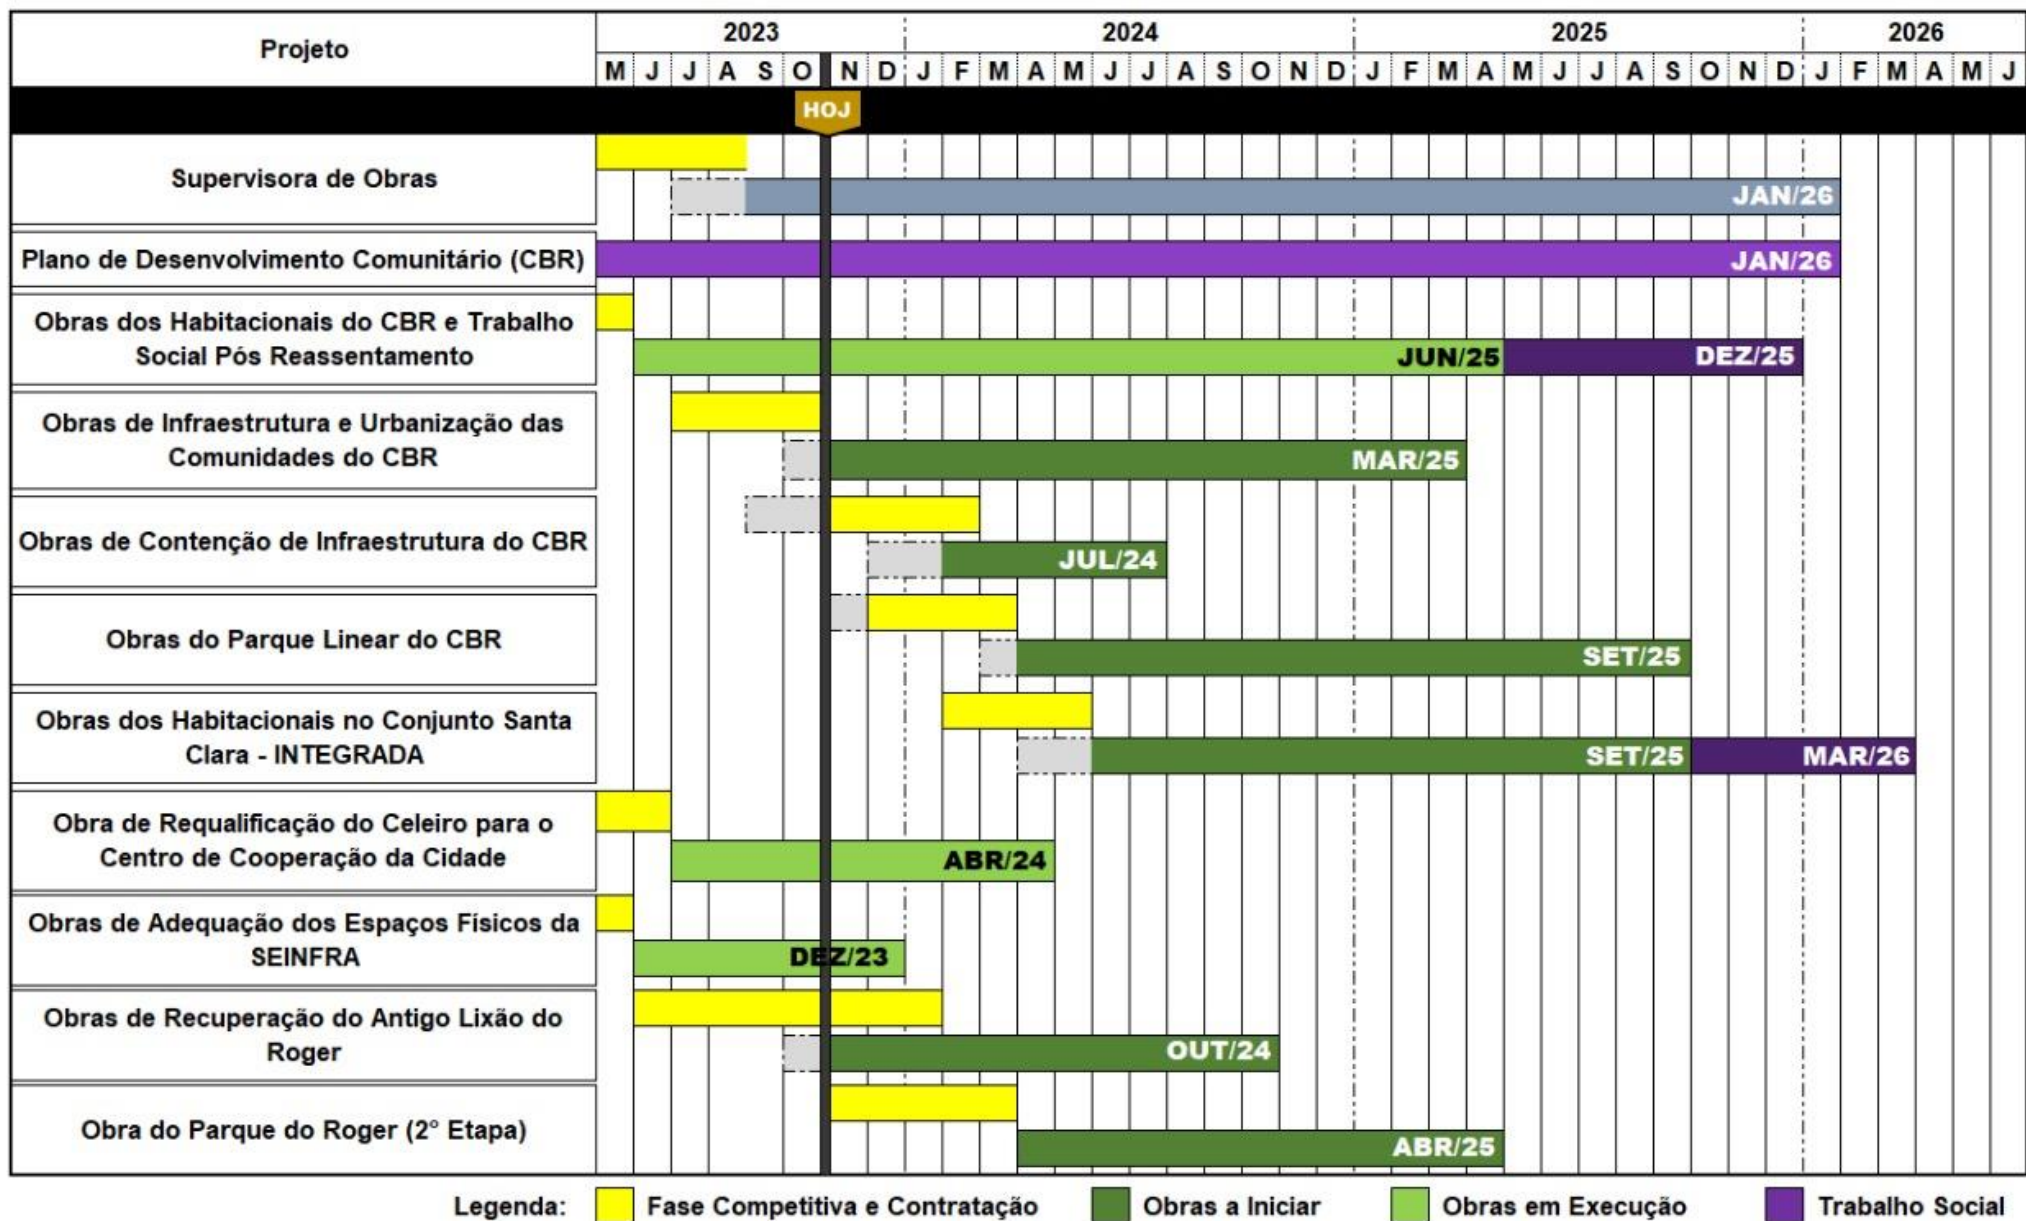 Projeto
2023 2024 2025 2026
M J J A S O N D J F M A M J J A S O N D J F M A M J J A S O N D J F M A M J
HOJ
Supervisora de Obras
JAN/26
Plano de Desenvolvimento Comunitário (CBR)
JAN/26
Obras dos Habitacionais do CBR e Trabalho
Social Pós Reassentamento
JUN/25 DEZ/25
Obras de Infraestrutura e Urbanização das
Comunidades do CBR
MAR/25
Obras de Contenção de Infraestrutura do CBR
JUL/24
Obras do Parque Linear do CBR
SET/25
Obras dos Habitacionais no Conjunto Santa
Clara - INTEGRADA
SET/25 MAR/26
Obra de Requalificação do Celeiro para o
Centro de Cooperação da Cidade
ABR/24
Obras de Adequação dos Espaços Físicos da
SEINFRA
DEZ/23
Obras de Recuperação do Antigo Lixão do
Roger
OUT/24
Obra do Parque do Roger (2° Etapa)
ABR/25
Legenda: Fase Competitiva e Contratação Obras a Iniciar Obras em Execução Trabalho Social